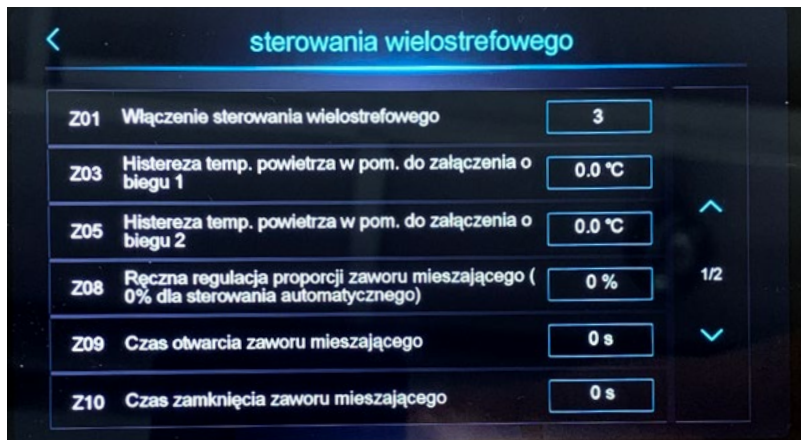 sterowania wielostrefowego
Z01 Włączenie sterowania wielostrefowego 3
Z03 Histereza temp. powietrza w pom. do załączenia o
biegu 1 0.0 ℃
Z05 Histereza temp. powietrza w pom. do załączenia o
biegu 2 0.0 ℃
Z08 Ręczna regulacja proporcji zaworu mieszającego (
0% dla sterowania automatycznego) 0 %
1/2
Z09 Czas otwarcia zaworu mieszającego 0 s
Z10 Czas zamknięcia zaworu mieszającego 0 s